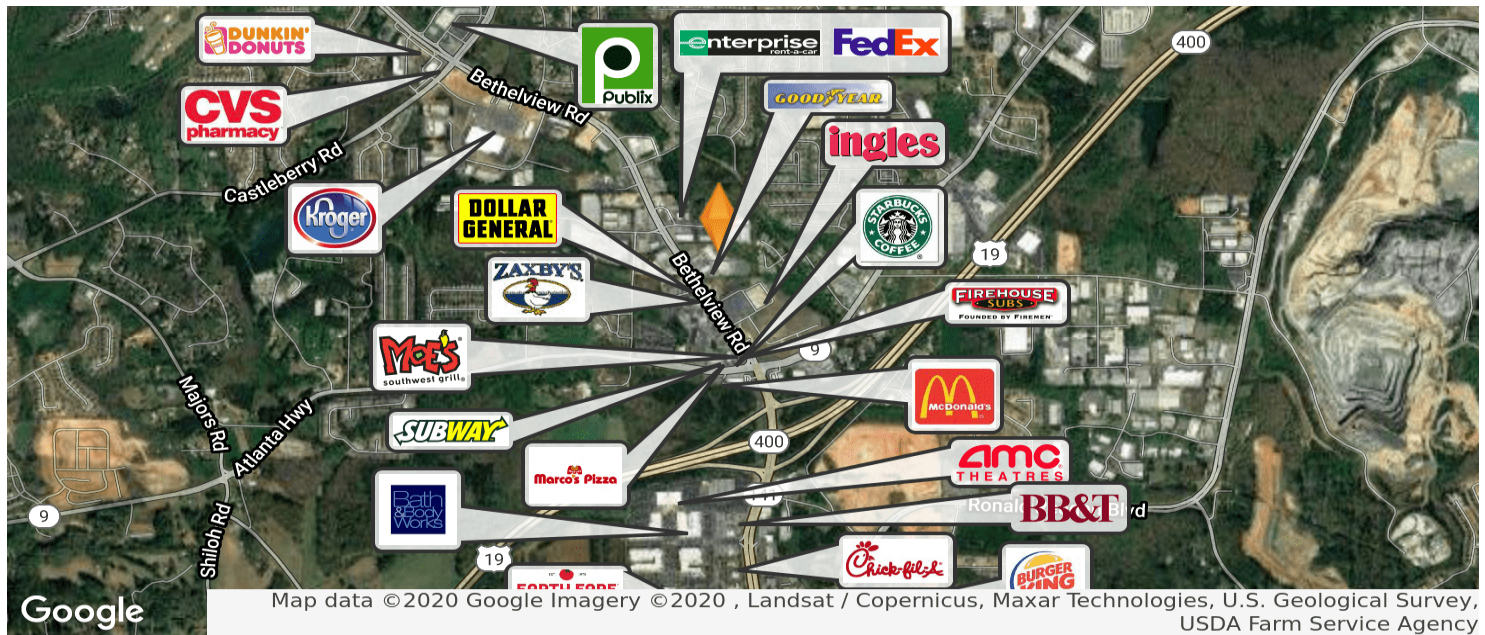 DUNKIN'
DONUTS
Publix
enterprise
rent-a-car
FedEx
400
CVS
pharmacy
Bethelview Rd
GOODYEAR
ingles
Castleberry Rd
Kroger
DOLLAR
GENERAL
STARBUCKS
COFFEE
19
ZAXBY'S
Bethelview Rd
FIREHOUSE
SUBS
FOUNDED BY FIREMEN
9
MOE'S
southwest grill
Majors Rd
Atlanta Hwy
McDonald's
SUBWAY
400
Marco's Pizza
AMC
THEATRES
Bath
&Body
Works
BB&T
Blvd
9
Shiloh Rd
19
Chick-fil-A
BURGER
KING
EARTH FARE
Google
Map data ©2020 Google Imagery ©2020 , Landsat / Copernicus, Maxar Technologies, U.S. Geological Survey,
USDA Farm Service Agency